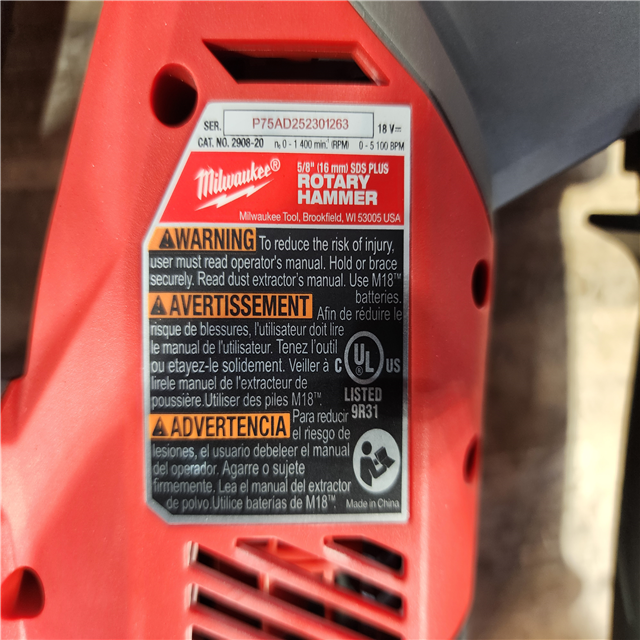 SER. P75AD252301263 18 V⎓
CAT. NO. 2908-20 n₀ 0 - 1 400 min.⁻¹ (RPM) 0 - 5 100 BPM
Milwaukee®
5/8" (16 mm) SDS PLUS
ROTARY
HAMMER
Milwaukee Tool, Brookfield, WI 53005 USA
WARNING To reduce the risk of injury,
user must read operator's manual. Hold or brace
securely. Read dust extractor's manual. Use M18™
batteries.
AVERTISSEMENT Afin de réduire le
risque de blessures, l'utilisateur doit lire
le manuel de l'utilisateur. Tenez l'outil
ou etayez-le solidement. Veiller à
lirele manuel de l'extracteur de
poussière.Utiliser des piles M18™.
C UL ® US
LISTED
9R31
ADVERTENCIA Para reducir
el riesgo de
lesiones, el usuario debeleer el manual
del operador. Agarre o sujete
firmemente. Lea el manual del extractor
de polvo.Utilice baterías de M18™.
Made in China